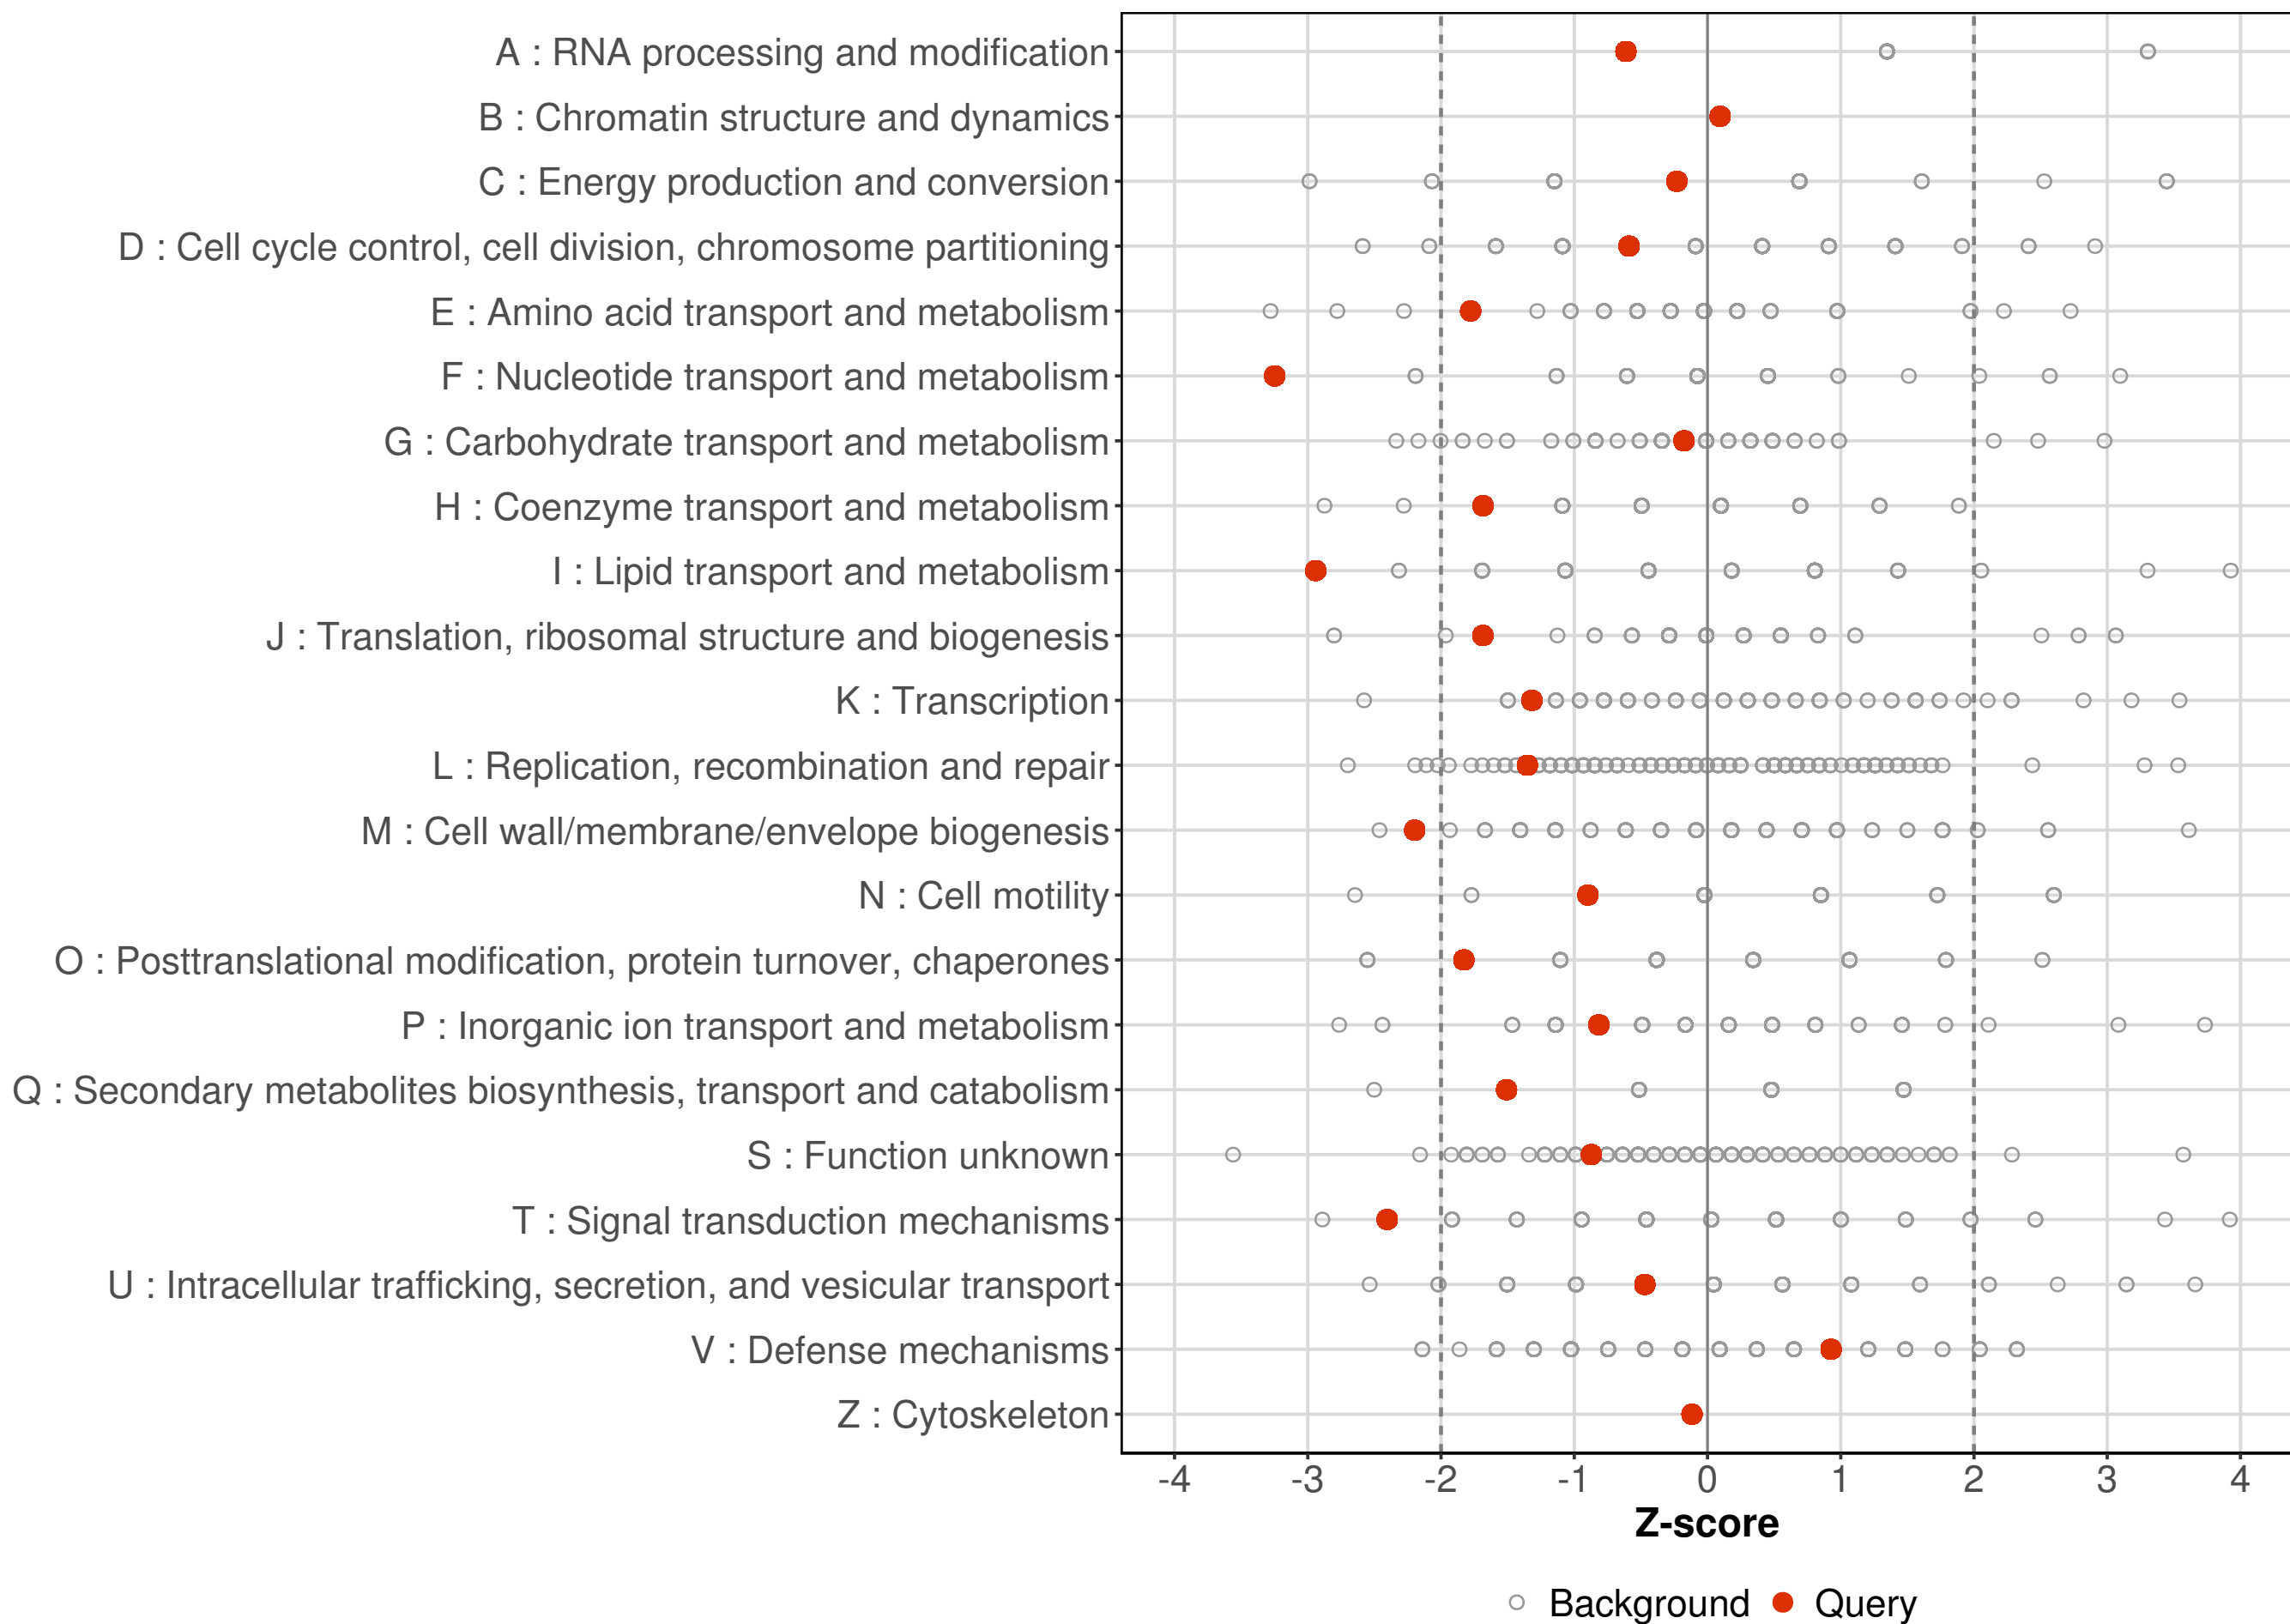 A : RNA processing and modification
B : Chromatin structure and dynamics
C : Energy production and conversion
D : Cell cycle control, cell division, chromosome partitioning
E : Amino acid transport and metabolism
F : Nucleotide transport and metabolism
G : Carbohydrate transport and metabolism
H : Coenzyme transport and metabolism
I : Lipid transport and metabolism
J : Translation, ribosomal structure and biogenesis
K : Transcription
L : Replication, recombination and repair
M : Cell wall/membrane/envelope biogenesis
N : Cell motility
O : Posttranslational modification, protein turnover, chaperones
P : Inorganic ion transport and metabolism
Q : Secondary metabolites biosynthesis, transport and catabolism
S : Function unknown
T : Signal transduction mechanisms
U : Intracellular trafficking, secretion, and vesicular transport
V : Defense mechanisms
Z : Cytoskeleton
-4 -3 -2 -1 0 1 2 3 4
Z-score
Background Query